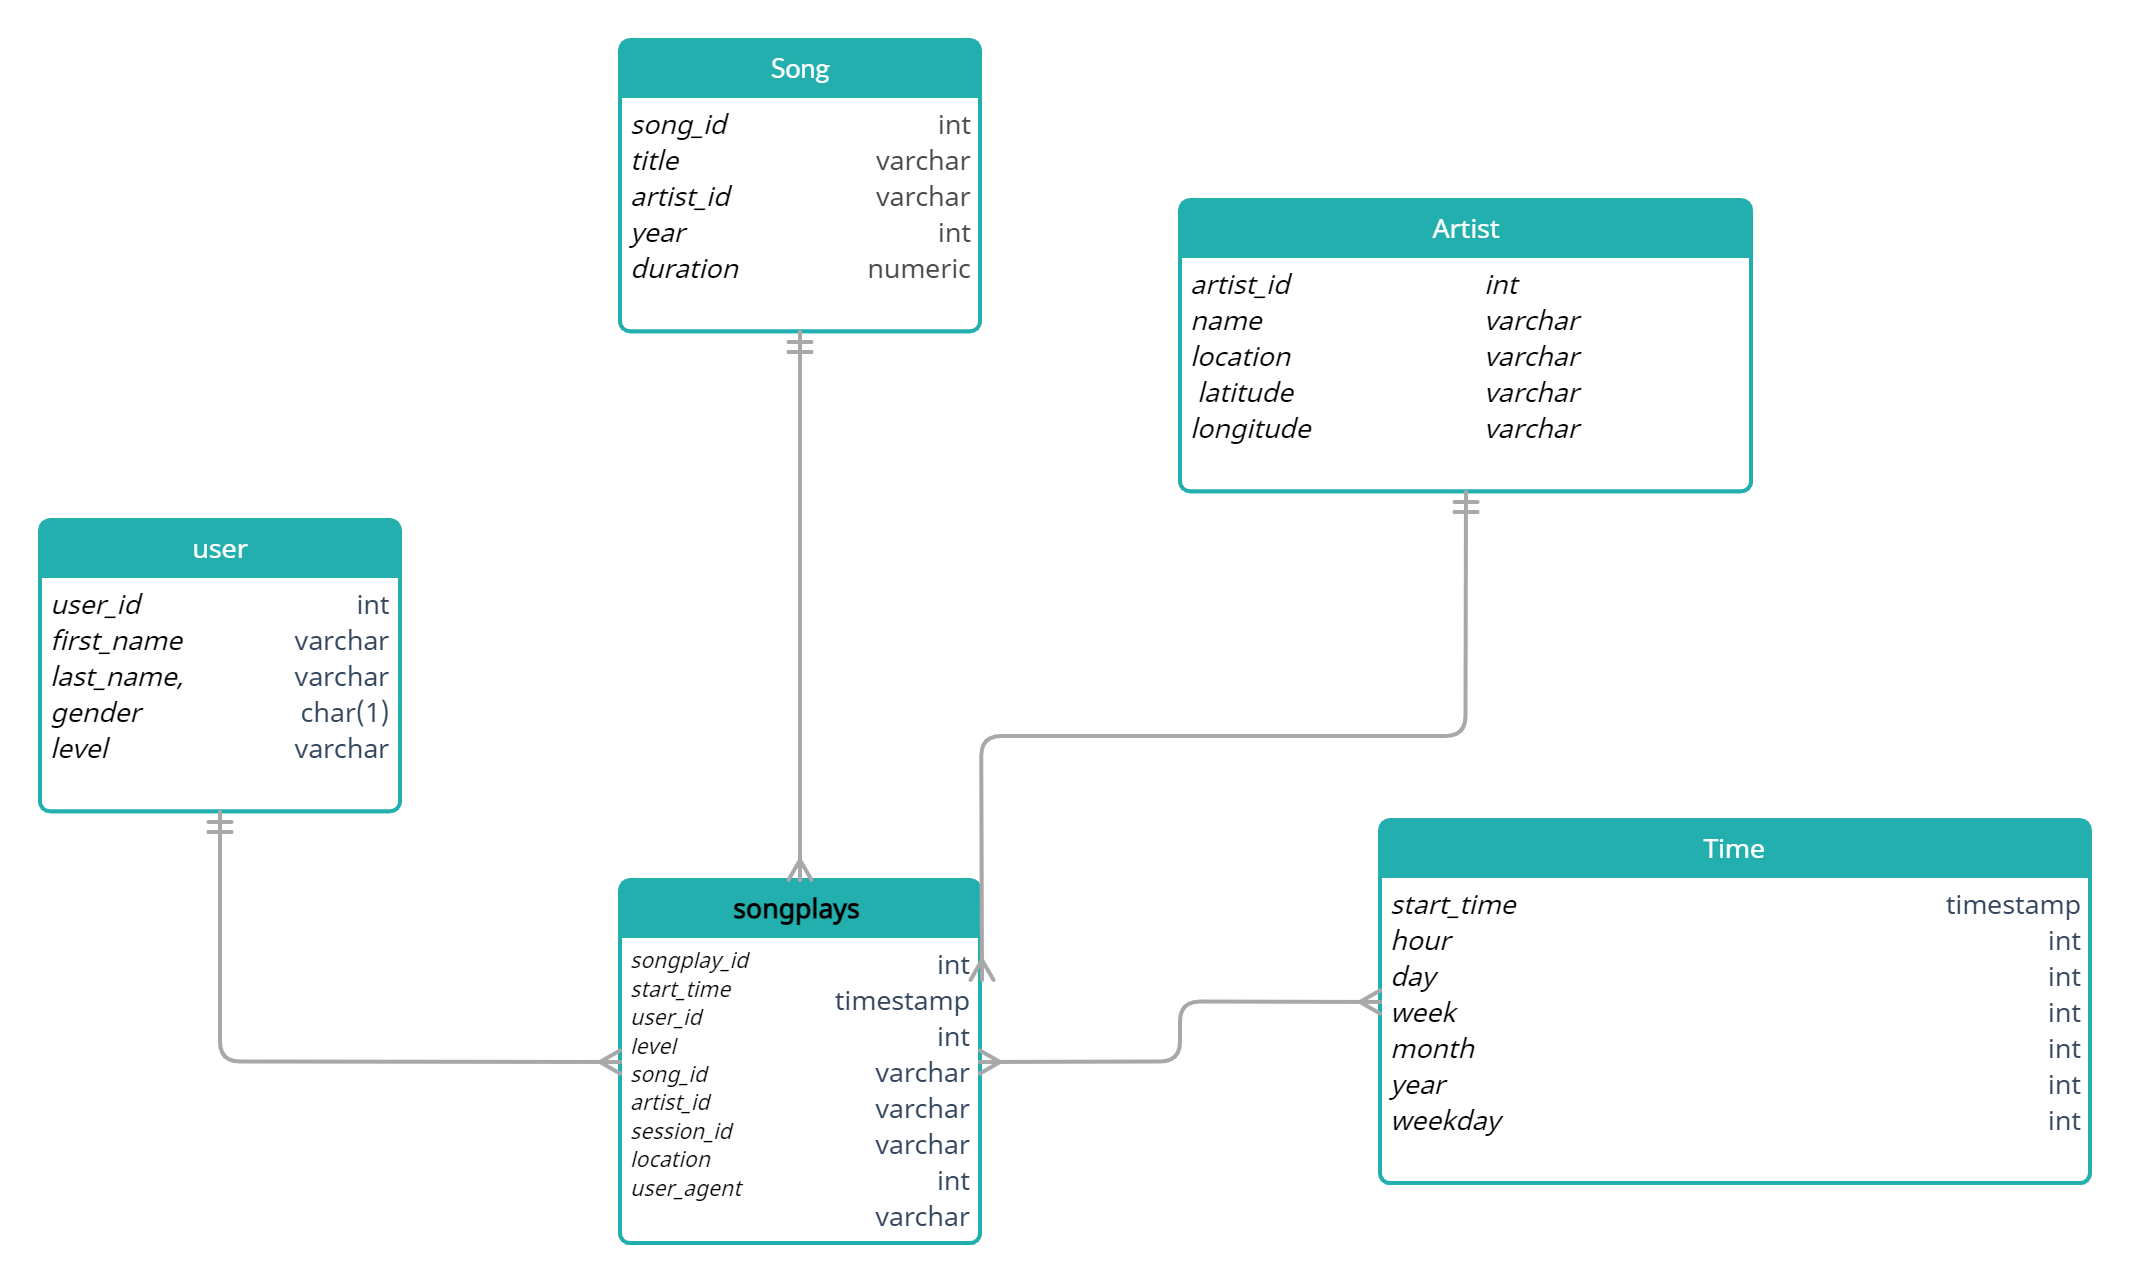 Song
song_id int
title varchar
artist_id varchar
year int
duration numeric
Artist
artist_id int
name varchar
location varchar
latitude varchar
longitude varchar
user
user_id int
first_name varchar
last_name, varchar
gender char(1)
level varchar
songplays
songplay_id int
start_time timestamp
user_id int
level varchar
song_id varchar
artist_id varchar
session_id int
location varchar
user_agent
Time
start_time timestamp
hour int
day int
week int
month int
year int
weekday int